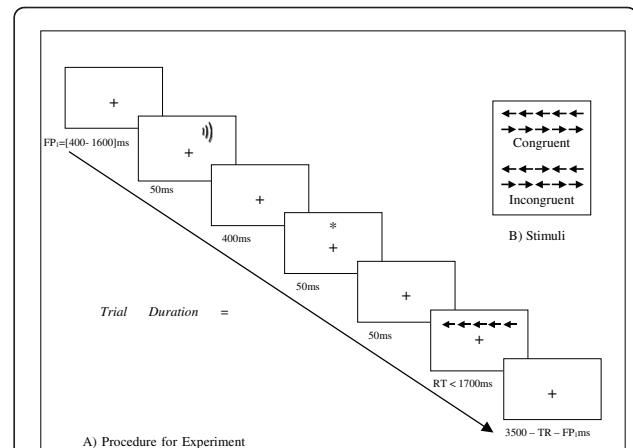 +
FP₁=[400- 1600]ms
+
50ms
+
400ms
*
+
50ms
+
50ms
+
RT < 1700ms
+
3500 – TR – FP₁ms
Trial Duration =
A) Procedure for Experiment
Congruent
Incongruent
B) Stimuli